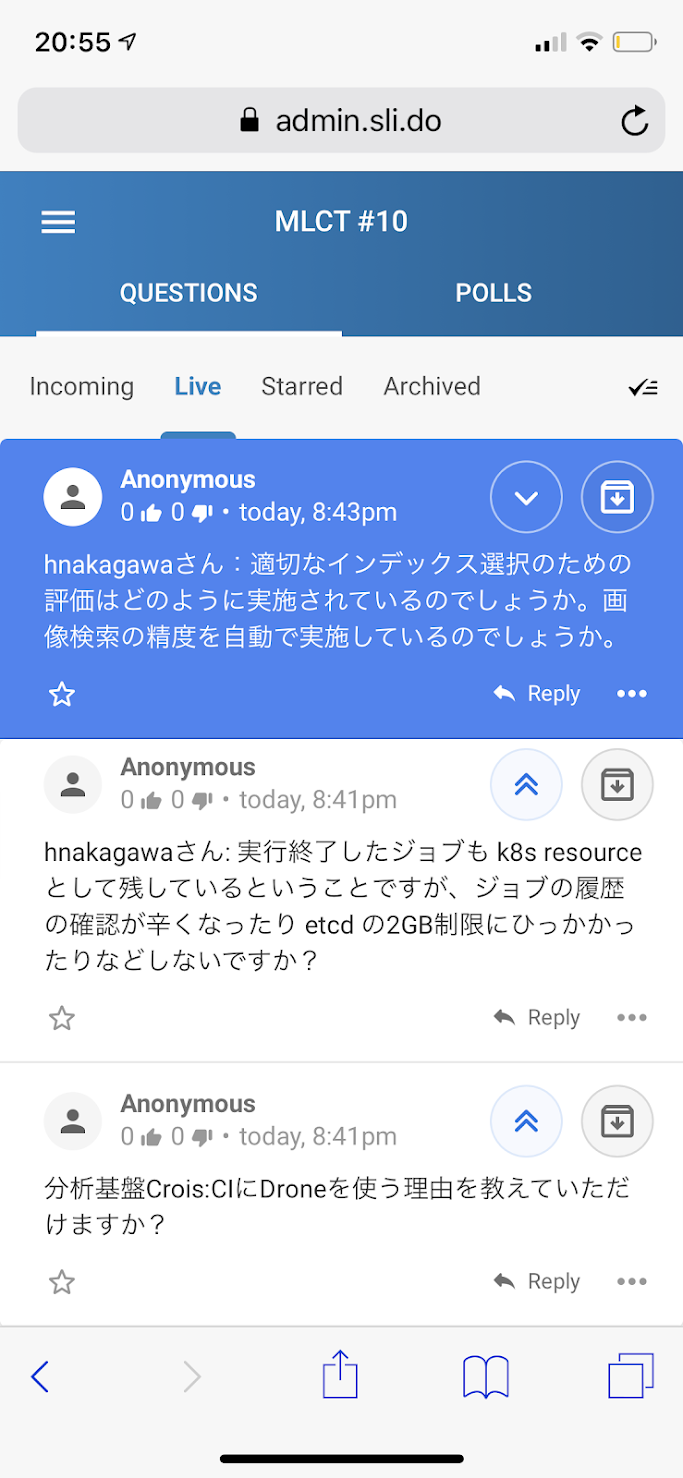 20:55
admin.sli.do
MLCT #10
QUESTIONS
POLLS
Incoming
Live
Starred
Archived
Anonymous
0 0 • today, 8:43pm
hnakagawaさん：適切なインデックス選択のための
評価はどのように実施されているのでしょうか。画
像検索の精度を自動で実施しているのでしょうか。
Reply
Anonymous
0 0 • today, 8:41pm
hnakagawaさん: 実行終了したジョブも k8s resource
として残しているということですが、ジョブの履歴
の確認が辛くなったり etcd の2GB制限にひっかかっ
たりなどしないですか？
Reply
Anonymous
0 0 • today, 8:41pm
分析基盤Crois:CIにDroneを使う理由を教えていただ
けますか？
Reply